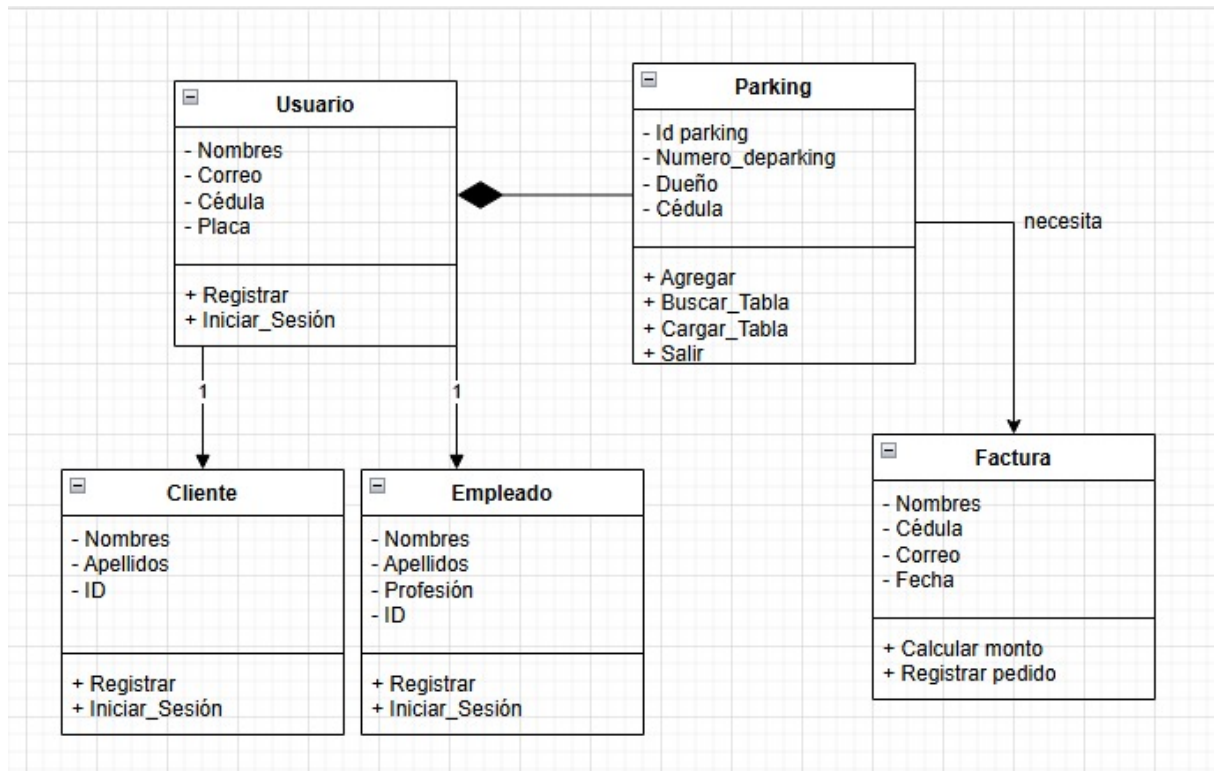 Usuario
- Nombres
- Correo
- Cédula
- Placa
+ Registrar
+ Iniciar_Sesión
Parking
- Id parking
- Numero_deparking
- Dueño
- Cédula
+ Agregar
+ Buscar_Tabla
+ Cargar_Tabla
+ Salir
necesita
1
1
Cliente
- Nombres
- Apellidos
- ID
+ Registrar
+ Iniciar_Sesión
Empleado
- Nombres
- Apellidos
- Profesión
- ID
+ Registrar
+ Iniciar_Sesión
Factura
- Nombres
- Cédula
- Correo
- Fecha
+ Calcular monto
+ Registrar pedido